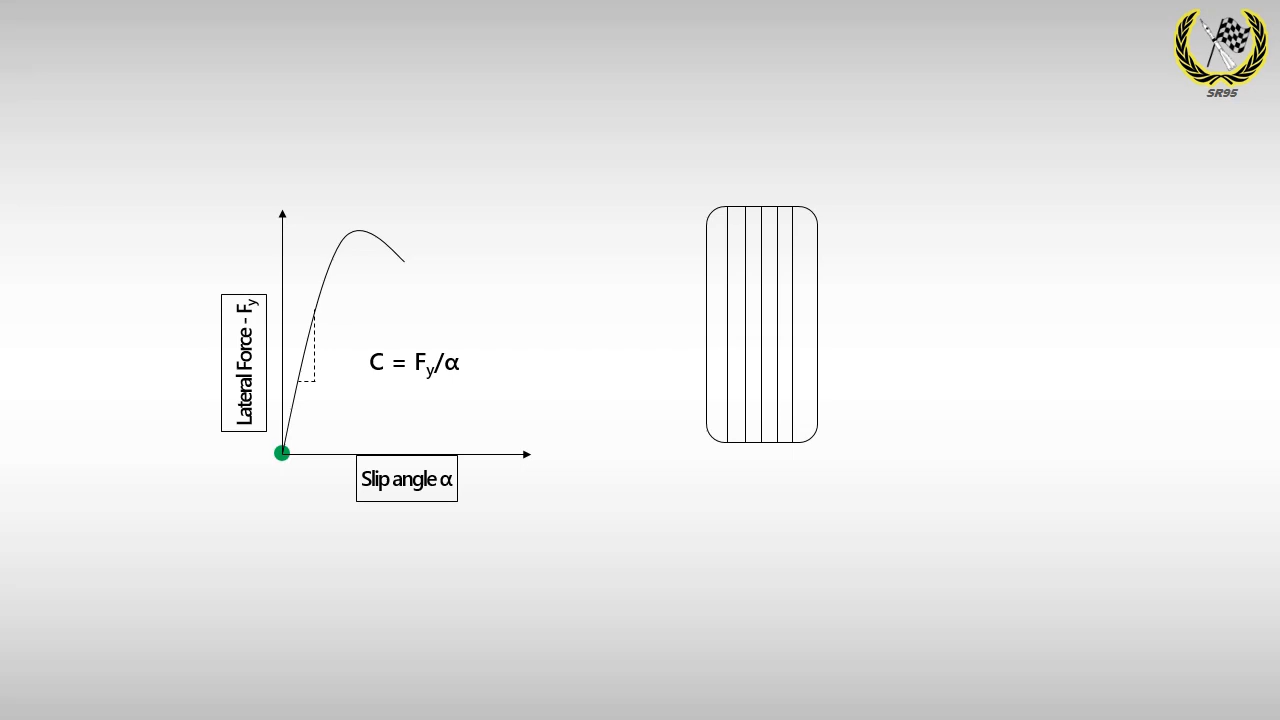 SR95
Lateral Force - Fy
C = Fy/α
Slip angle α